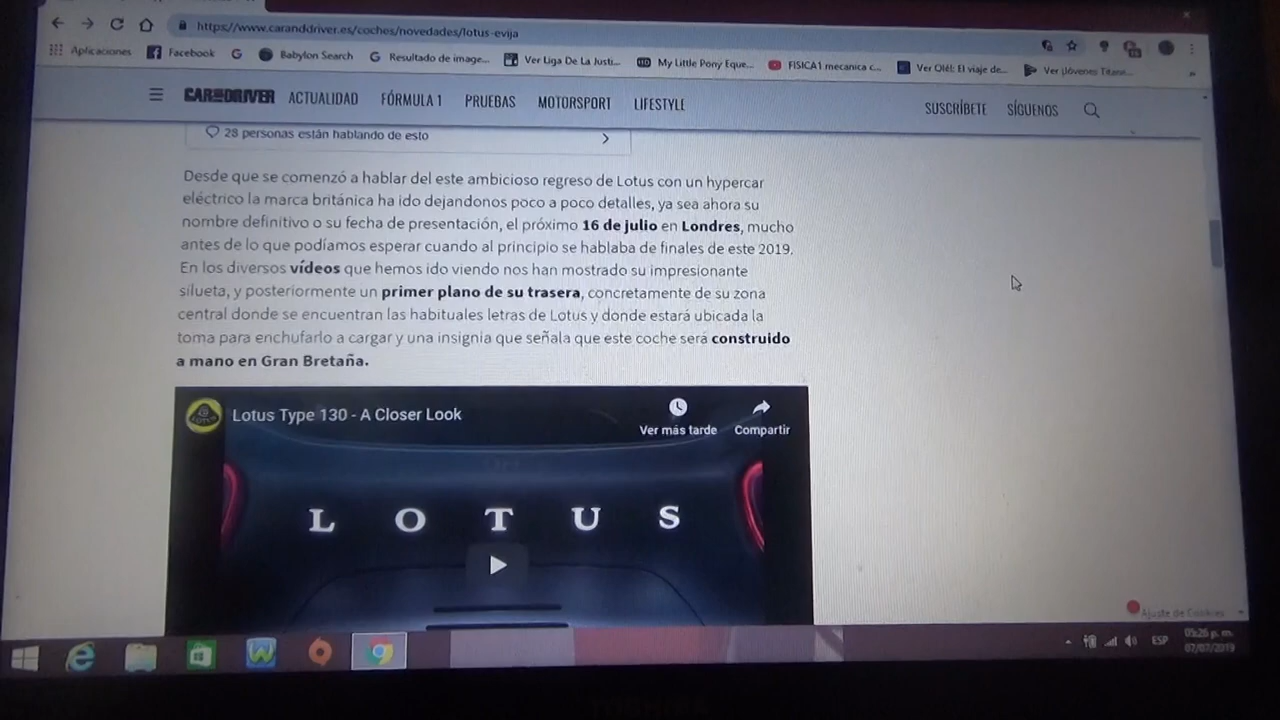 https://www.caranddriver.es/coches/novedades/lotus-evija
Aplicaciones Facebook Babylon Search Resultado de image... Ver Liga De La Justi... My Little Pony Eque... FISICA1 mecanica c... Ver Olé!: El viaje de... Ver ¡Jóvenes Titane...
CAR AND DRIVER ACTUALIDAD FÓRMULA 1 PRUEBAS MOTORSPORT LIFESTYLE SUSCRÍBETE SÍGUENOS
28 personas están hablando de esto
Desde que se comenzó a hablar del este ambicioso regreso de Lotus con un hypercar
eléctrico la marca británica ha ido dejandonos poco a poco detalles, ya sea ahora su
nombre definitivo o su fecha de presentación, el próximo 16 de julio en Londres, mucho
antes de lo que podíamos esperar cuando al principio se hablaba de finales de este 2019.
En los diversos vídeos que hemos ido viendo nos han mostrado su impresionante
silueta, y posteriormente un primer plano de su trasera, concretamente de su zona
central donde se encuentran las habituales letras de Lotus y donde estará ubicada la
toma para enchufarlo a cargar y una insignia que señala que este coche será construido
a mano en Gran Bretaña.
Lotus Type 130 - A Closer Look
Ver más tarde Compartir
LOTUS
Ajuste de Cookies
ESP 05:26 p. m.
07/07/2019